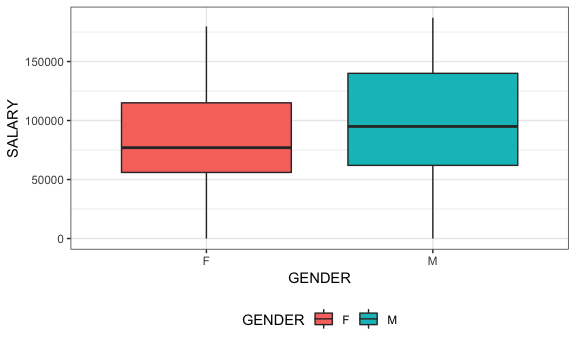 SALARY
150000
100000
50000
0
F M
GENDER
GENDER F M